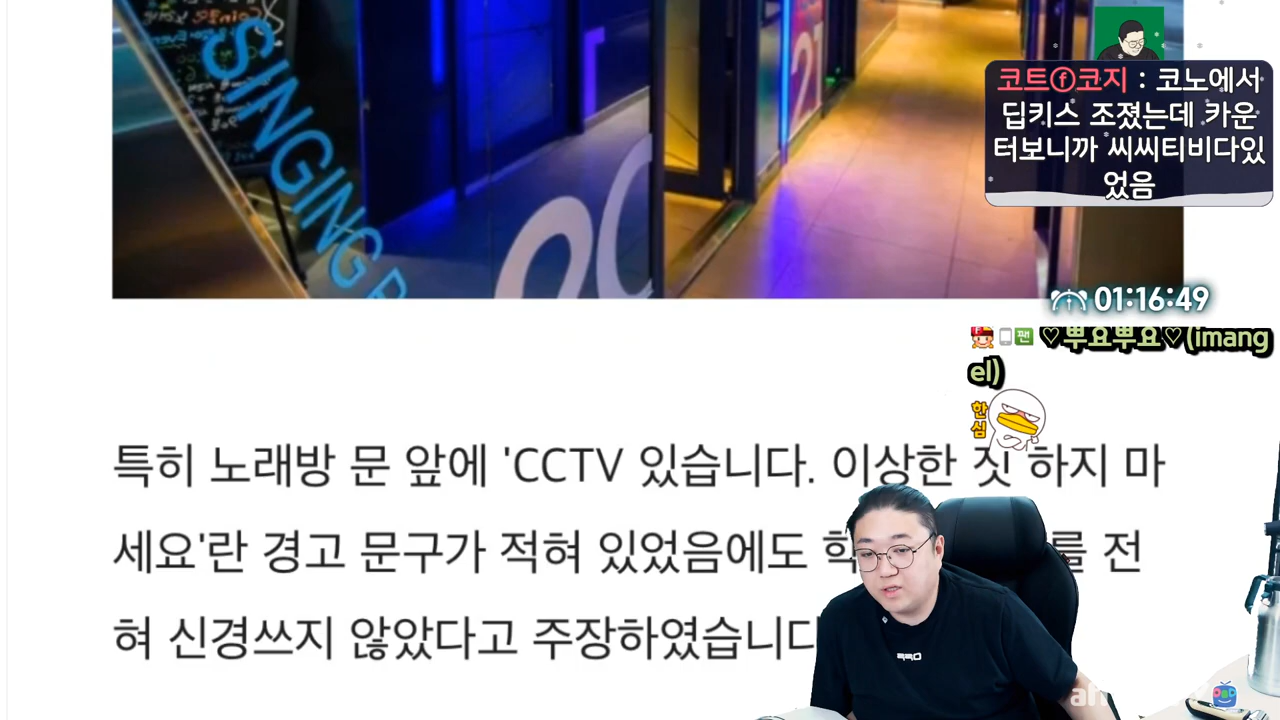 SINGING
코트ⓕ코지 : 코노에서
딥키스 조졌는데 카운
터보니까 씨씨티비다있
었음
01:16:49
팬 ♡뿌요뿌요♡(imang
el)
한
심
특히 노래방 문 앞에 'CCTV 있습니다. 이상한 짓 하지 마
세요'란 경고 문구가 적혀 있었음에도 학 를 전
혀 신경쓰지 않았다고 주장하였습니다